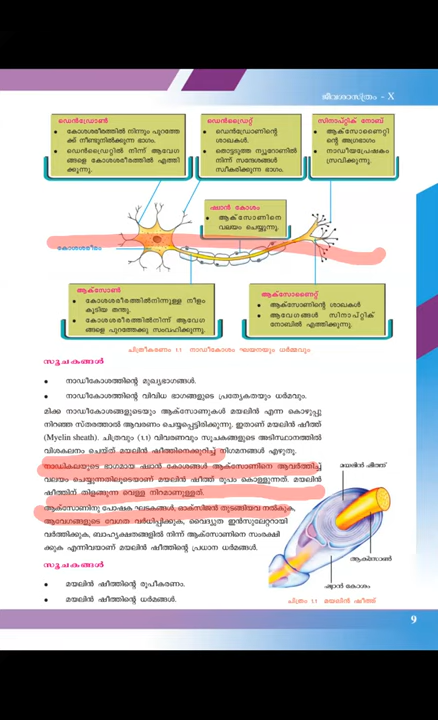 ജീവശാസ്ത്രം - X
ഡെൻഡ്രോൺ
കോശശരീരത്തിൽ നിന്നും പുറത്തേ
ക്ക് നീണ്ടുനിൽക്കുന്ന ഭാഗം.
ഡെൻഡ്രൈറ്റിൽ നിന്ന് ആവേഗ
ങ്ങളെ കോശശരീരത്തിൽ എത്തി
ക്കുന്നു.
ഡെൻഡ്രൈറ്റ്
ഡെൻഡ്രോണിന്റെ
ശാഖകൾ.
തൊട്ടടുത്ത ന്യൂറോണിൽ
നിന്ന് സന്ദേശങ്ങൾ
സ്വീകരിക്കുന്ന ഭാഗം.
സിനാപ്റ്റിക് നോബ്
ആക്സോണൈറ്റി
ന്റെ അഗ്രഭാഗം
നാഡീയപ്രേഷകം
സ്രവിക്കുന്നു.
ഷ്വാൻ കോശം
ആക്സോണിനെ
വലയം ചെയ്യുന്നു.
കോശശരീരം
ആക്സോൺ
കോശശരീരത്തിൽനിന്നുള്ള നീളം
കൂടിയ തന്തു.
കോശശരീരത്തിൽനിന്ന് ആവേഗ
ങ്ങളെ പുറത്തേക്കു സംവഹിക്കുന്നു.
ആക്സോണൈറ്റ്
ആക്സോണിന്റെ ശാഖകൾ
ആവേഗങ്ങൾ സിനാപ്റ്റിക്
നോബിൽ എത്തിക്കുന്നു.
ചിത്രീകരണം 1.1 നാഡീകോശം ഘടനയും ധർമ്മവും
സൂചകങ്ങൾ
നാഡീകോശത്തിന്റെ മുഖ്യഭാഗങ്ങൾ.
നാഡീകോശത്തിന്റെ വിവിധ ഭാഗങ്ങളുടെ പ്രത്യേകതയും ധർമവും.
മിക്ക നാഡീകോശങ്ങളുടെയും ആക്സോണുകൾ മയലിൻ എന്ന കൊഴുപ്പു
നിറഞ്ഞ സ്തരത്താൽ ആവരണം ചെയ്യപ്പെട്ടിരിക്കുന്നു. ഇതാണ് മയലിൻ ഷീത്ത്
(Myelin sheath). ചിത്രവും (1.1) വിവരണവും സൂചകങ്ങളുടെ അടിസ്ഥാനത്തിൽ
വിശകലനം ചെയ്ത് മയലിൻ ഷീത്തിനെക്കുറിച്ച് നിഗമനങ്ങൾ എഴുതൂ.
നാഡികലയുടെ ഭാഗമായ ഷ്വാൻ കോശങ്ങൾ ആക്സോണിനെ ആവർത്തിച്ച്
വലയം ചെയ്യുന്നതിലൂടെയാണ് മയലിൻ ഷീത്ത് രൂപം കൊള്ളുന്നത്. മയലിൻ
ഷീത്തിന് തിളങ്ങുന്ന വെള്ള നിറമാണുള്ളത്.
ആക്സോണിനു പോഷക ഘടകങ്ങൾ, ഓക്സിജൻ തുടങ്ങിയവ നൽകുക,
ആവേഗങ്ങളുടെ വേഗത വർധിപ്പിക്കുക, വൈദ്യുത ഇൻസുലേറ്ററായി
വർത്തിക്കുക, ബാഹ്യക്ഷതങ്ങളിൽ നിന്ന് ആക്സോണിനെ സംരക്ഷി
ക്കുക എന്നിവയാണ് മയലിൻ ഷീത്തിന്റെ പ്രധാന ധർമങ്ങൾ.
മയലിൻ ഷീത്ത്
ആക്സോൺ
ഷ്വാൻ കോശം
ചിത്രം 1.1 മയലിൻ ഷീത്ത്
സൂചകങ്ങൾ
മയലിൻ ഷീത്തിന്റെ രൂപീകരണം.
മയലിൻ ഷീത്തിന്റെ ധർമങ്ങൾ.
9